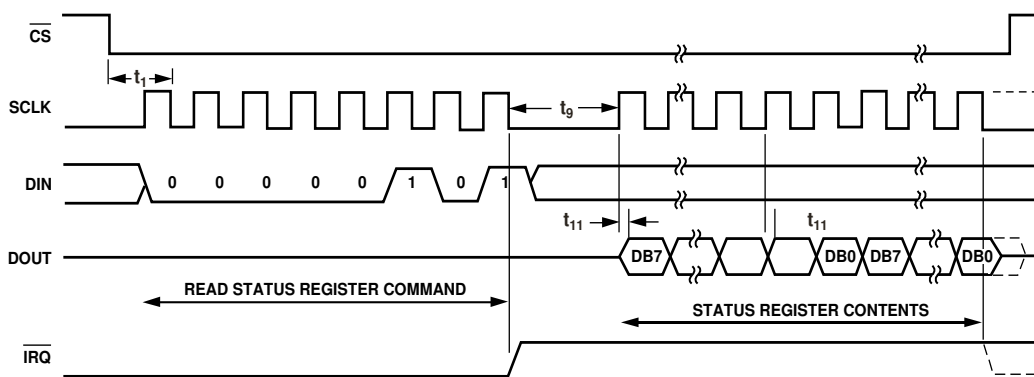 CS
t1
SCLK
t9
DIN 0 0 0 0 0 1 0 1
t11 t11
DOUT DB7 DB0 DB7 DB0
READ STATUS REGISTER COMMAND STATUS REGISTER CONTENTS
IRQ